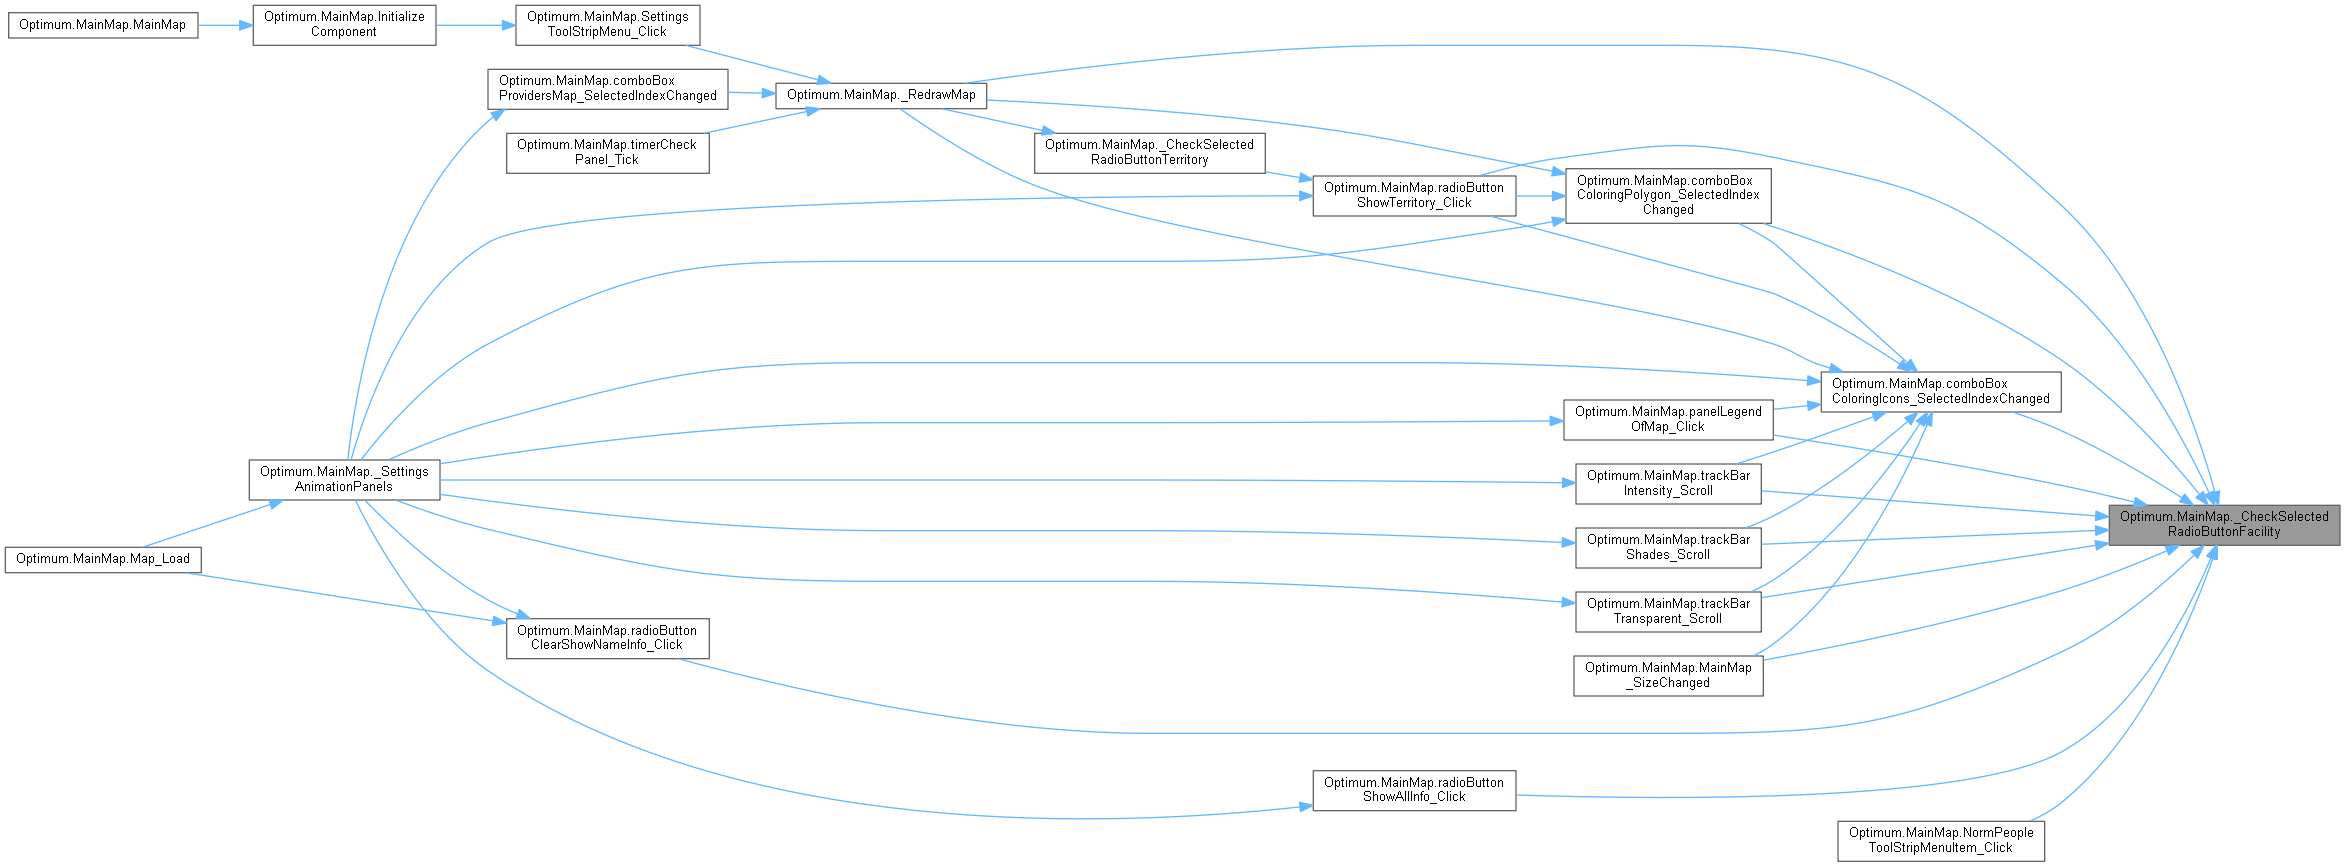 Optimum.MainMap.MainMap
Optimum.MainMap.Initialize
Component
Optimum.MainMap.Settings
ToolStripMenu_Click
Optimum.MainMap.comboBox
ProvidersMap_SelectedIndexChanged
Optimum.MainMap._RedrawMap
Optimum.MainMap.timerCheck
Panel_Tick
Optimum.MainMap._CheckSelected
RadioButtonTerritory
Optimum.MainMap.radioButton
ShowTerritory_Click
Optimum.MainMap.comboBox
ColoringPolygon_SelectedIndex
Changed
Optimum.MainMap.comboBox
ColoringIcons_SelectedIndexChanged
Optimum.MainMap.panelLegend
OfMap_Click
Optimum.MainMap._Settings
AnimationPanels
Optimum.MainMap.trackBar
Intensity_Scroll
Optimum.MainMap._CheckSelected
RadioButtonFacility
Optimum.MainMap.trackBar
Shades_Scroll
Optimum.MainMap.Map_Load
Optimum.MainMap.trackBar
Transparent_Scroll
Optimum.MainMap.radioButton
ClearShowNameInfo_Click
Optimum.MainMap.MainMap
_SizeChanged
Optimum.MainMap.radioButton
ShowAllInfo_Click
Optimum.MainMap.NormPeople
ToolStripMenuItem_Click